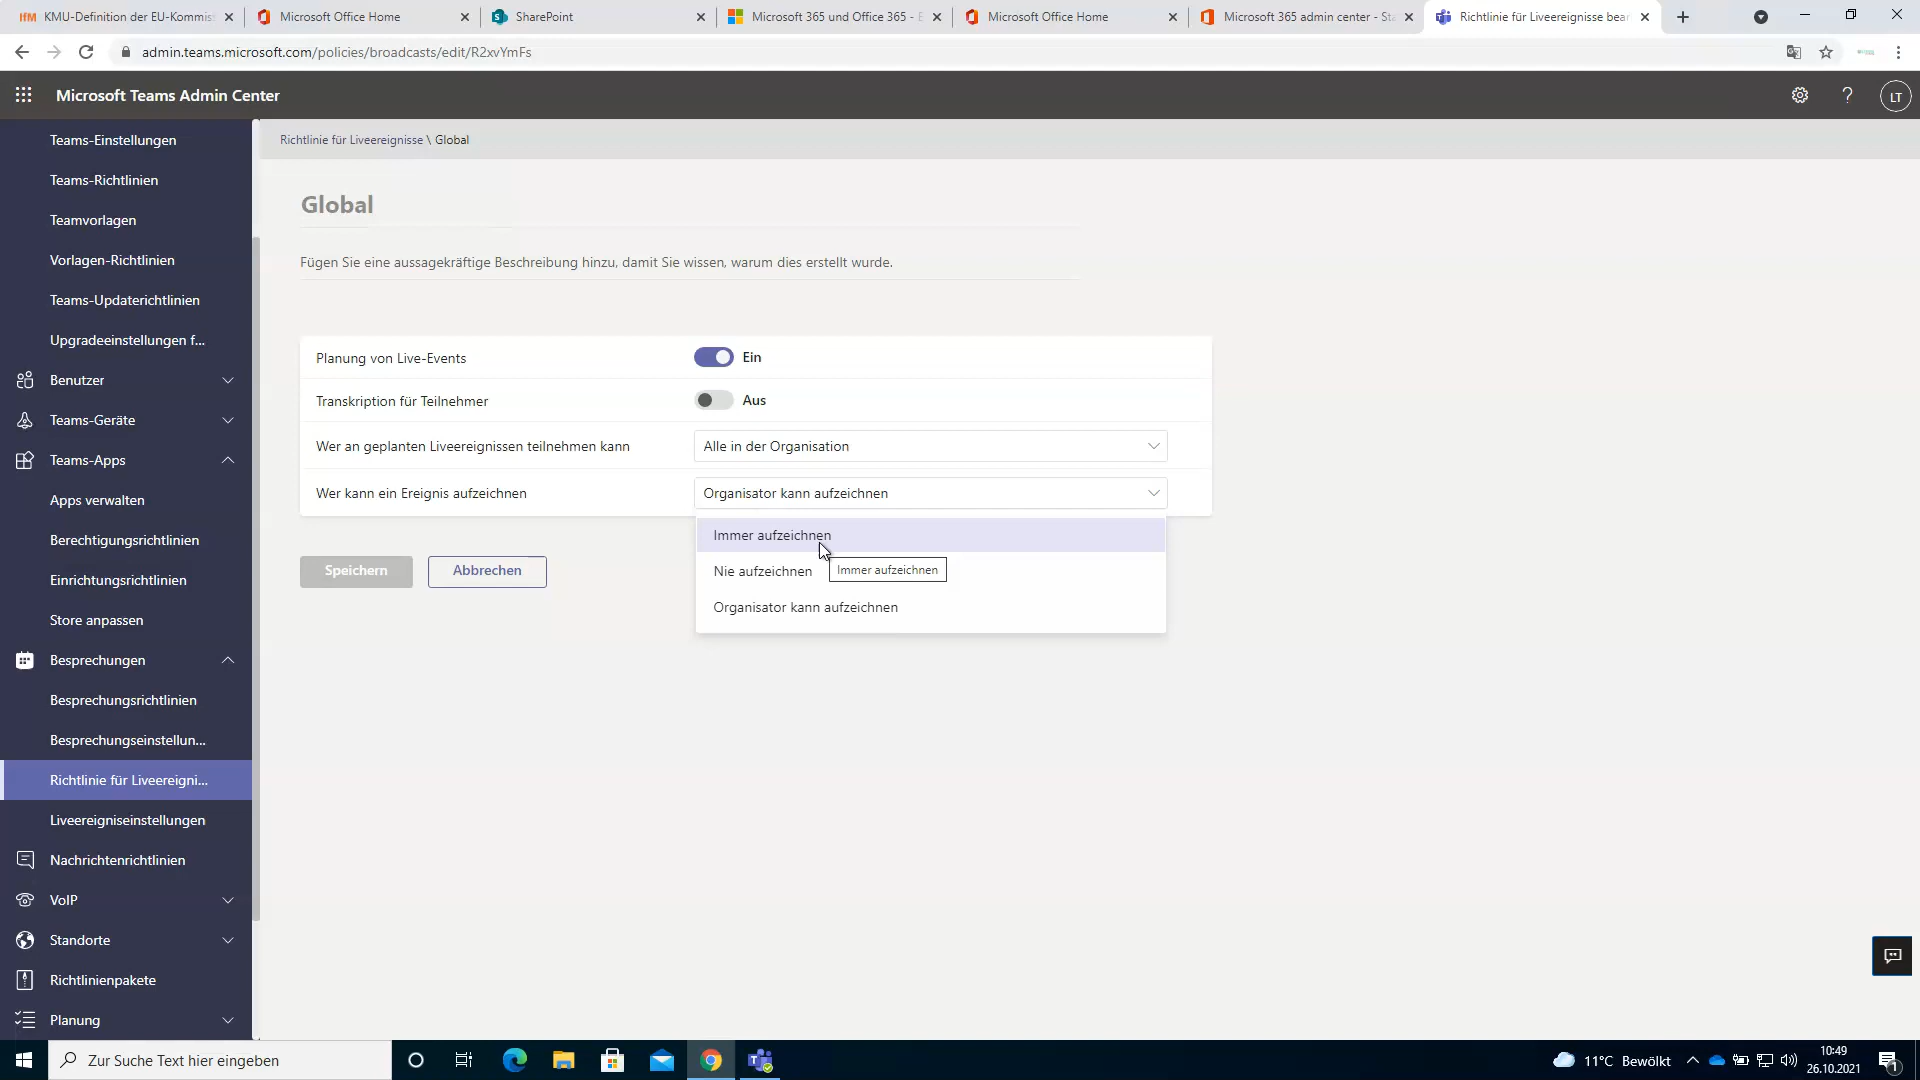 KMU-Definition der EU-Kommiss
Microsoft Office Home
SharePoint
Microsoft 365 und Office 365 - E
Microsoft Office Home
Microsoft 365 admin center - Sta
Richtlinie für Liveereignisse bear
admin.teams.microsoft.com/policies/broadcasts/edit/R2xvYmFs
Microsoft Teams Admin Center
LT
Teams-Einstellungen
Teams-Richtlinien
Teamvorlagen
Vorlagen-Richtlinien
Teams-Updaterichtlinien
Upgradeeinstellungen f...
Benutzer
Teams-Geräte
Teams-Apps
Apps verwalten
Berechtigungsrichtlinien
Einrichtungsrichtlinien
Store anpassen
Besprechungen
Besprechungsrichtlinien
Besprechungseinstellun...
Richtlinie für Liveereigni...
Liveereigniseinstellungen
Nachrichtenrichtlinien
VoIP
Standorte
Richtlinienpakete
Planung
Richtlinie für Liveereignisse \ Global
Global
Fügen Sie eine aussagekräftige Beschreibung hinzu, damit Sie wissen, warum dies erstellt wurde.
Planung von Live-Events Ein
Transkription für Teilnehmer Aus
Wer an geplanten Liveereignissen teilnehmen kann Alle in der Organisation
Wer kann ein Ereignis aufzeichnen Organisator kann aufzeichnen
Immer aufzeichnen
Nie aufzeichnen
Immer aufzeichnen
Organisator kann aufzeichnen
Speichern
Abbrechen
Zur Suche Text hier eingeben
11°C Bewölkt
10:49
26.10.2021
1